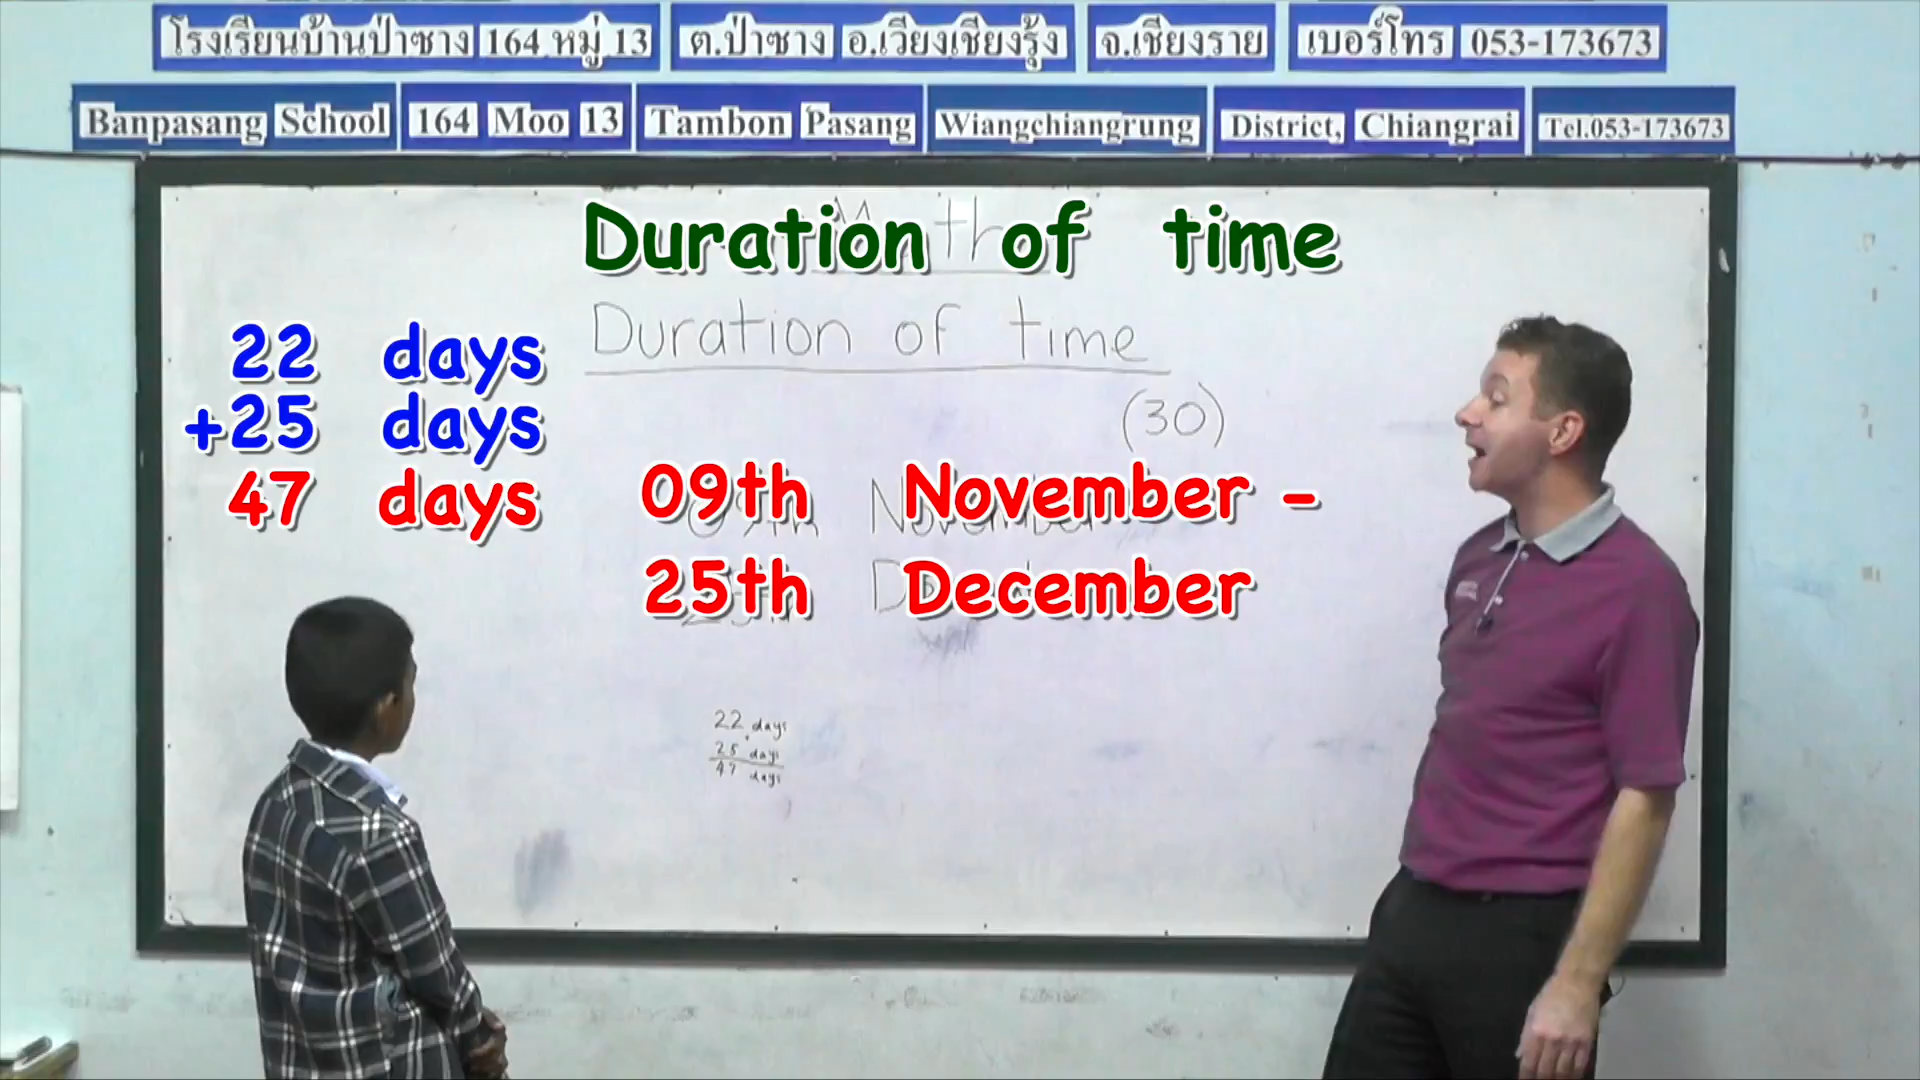 โรงเรียนบ้านป่าซาง 164 หมู่ 13 ต.ป่าซาง อ.เวียงเชียงรุ้ง จ.เชียงราย เบอร์โทร 053-173673
Banpasang School 164 Moo 13 Tambon Pasang Wiangchiangrung District, Chiangrai Tel.053-173673
Duration of time
Duration of time
22 days
+25 days
47 days
(30)
09th November -
25th December
09th November
22 days
+
25 days
47 days